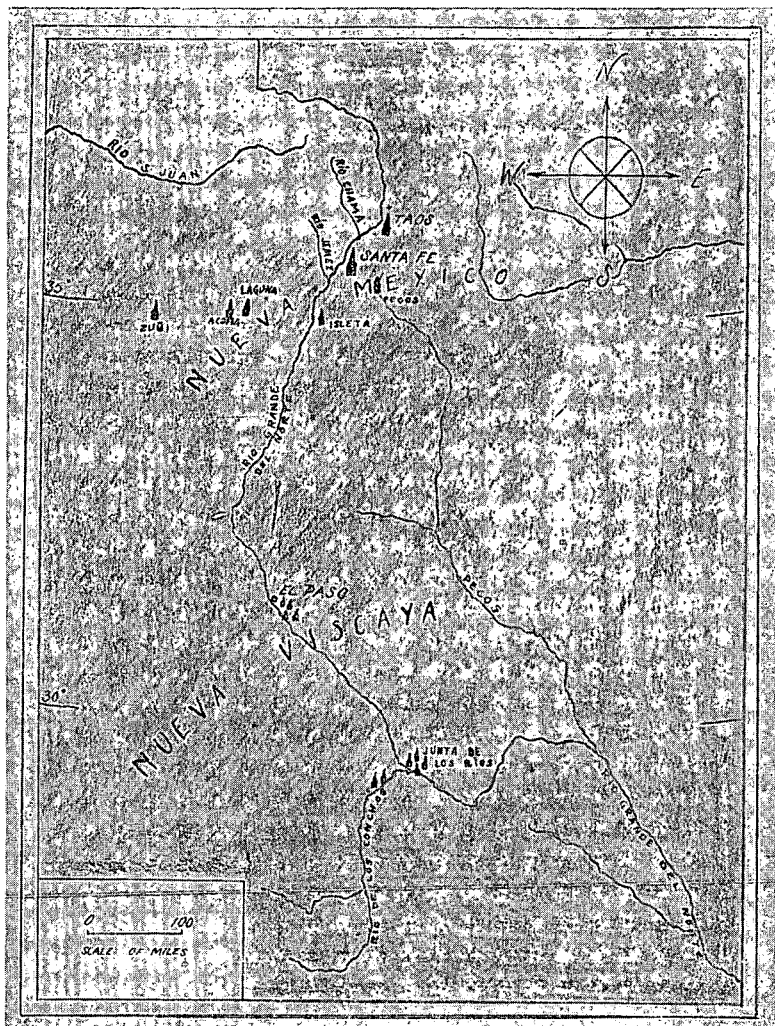 N
W
E
S
RIO S. JUAN
RIO CHAMA
TAOS
RIO JEMEZ
SANTA FE
35°
LAGUNA
NUEVA MEXICO
PECOS
ZUÑI
ACOMA
ISLETA
RIO GRANDE
DEL NORTE
PECOS
EL PASO
NUEVA VISCAYA
30°
JUNTA DE
LOS RIOS
RIO DE LOS CONCHOS
RIO GRANDE DEL NORTE
0 100
SCALE OF MILES